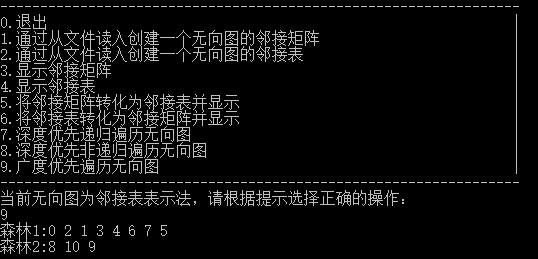 0.退出
1.通过从文件读入创建一个无向图的邻接矩阵
2.通过从文件读入创建一个无向图的邻接表
3.显示邻接矩阵
4.显示邻接表
5.将邻接矩阵转化为邻接表并显示
6.将邻接表转化为邻接矩阵并显示
7.深度优先递归遍历无向图
8.深度优先非递归遍历无向图
9.广度优先遍历无向图
当前无向图为邻接表表示法，请根据提示选择正确的操作：
9
森林1:0 2 1 3 4 6 7 5
森林2:8 10 9